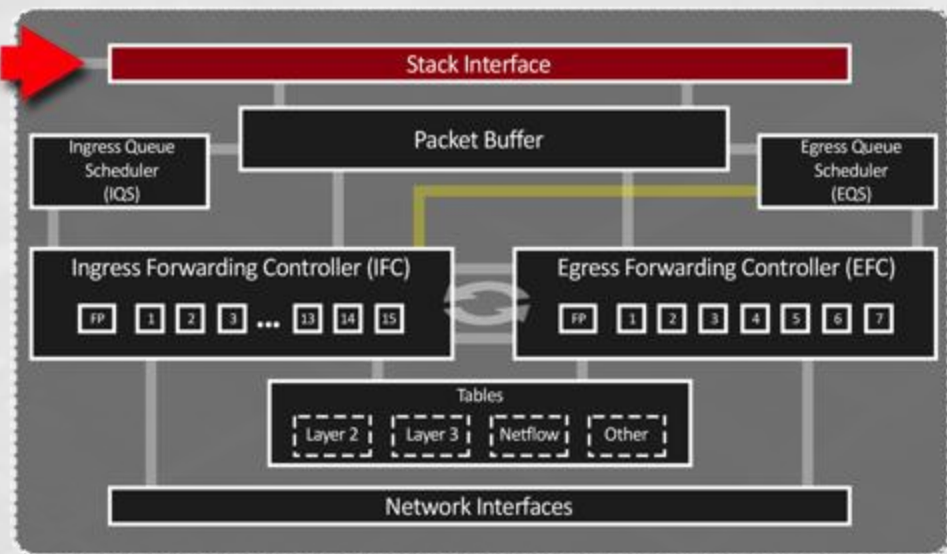 Stack Interface
Packet Buffer
Ingress Queue
Scheduler
(IQS)
Egress Queue
Scheduler
(EQS)
Ingress Forwarding Controller (IFC)
FP 1 2 3 ... 13 14 15
Egress Forwarding Controller (EFC)
FP 1 2 3 4 5 6 7
Tables
Layer 2 Layer 3 Netflow Other
Network Interfaces